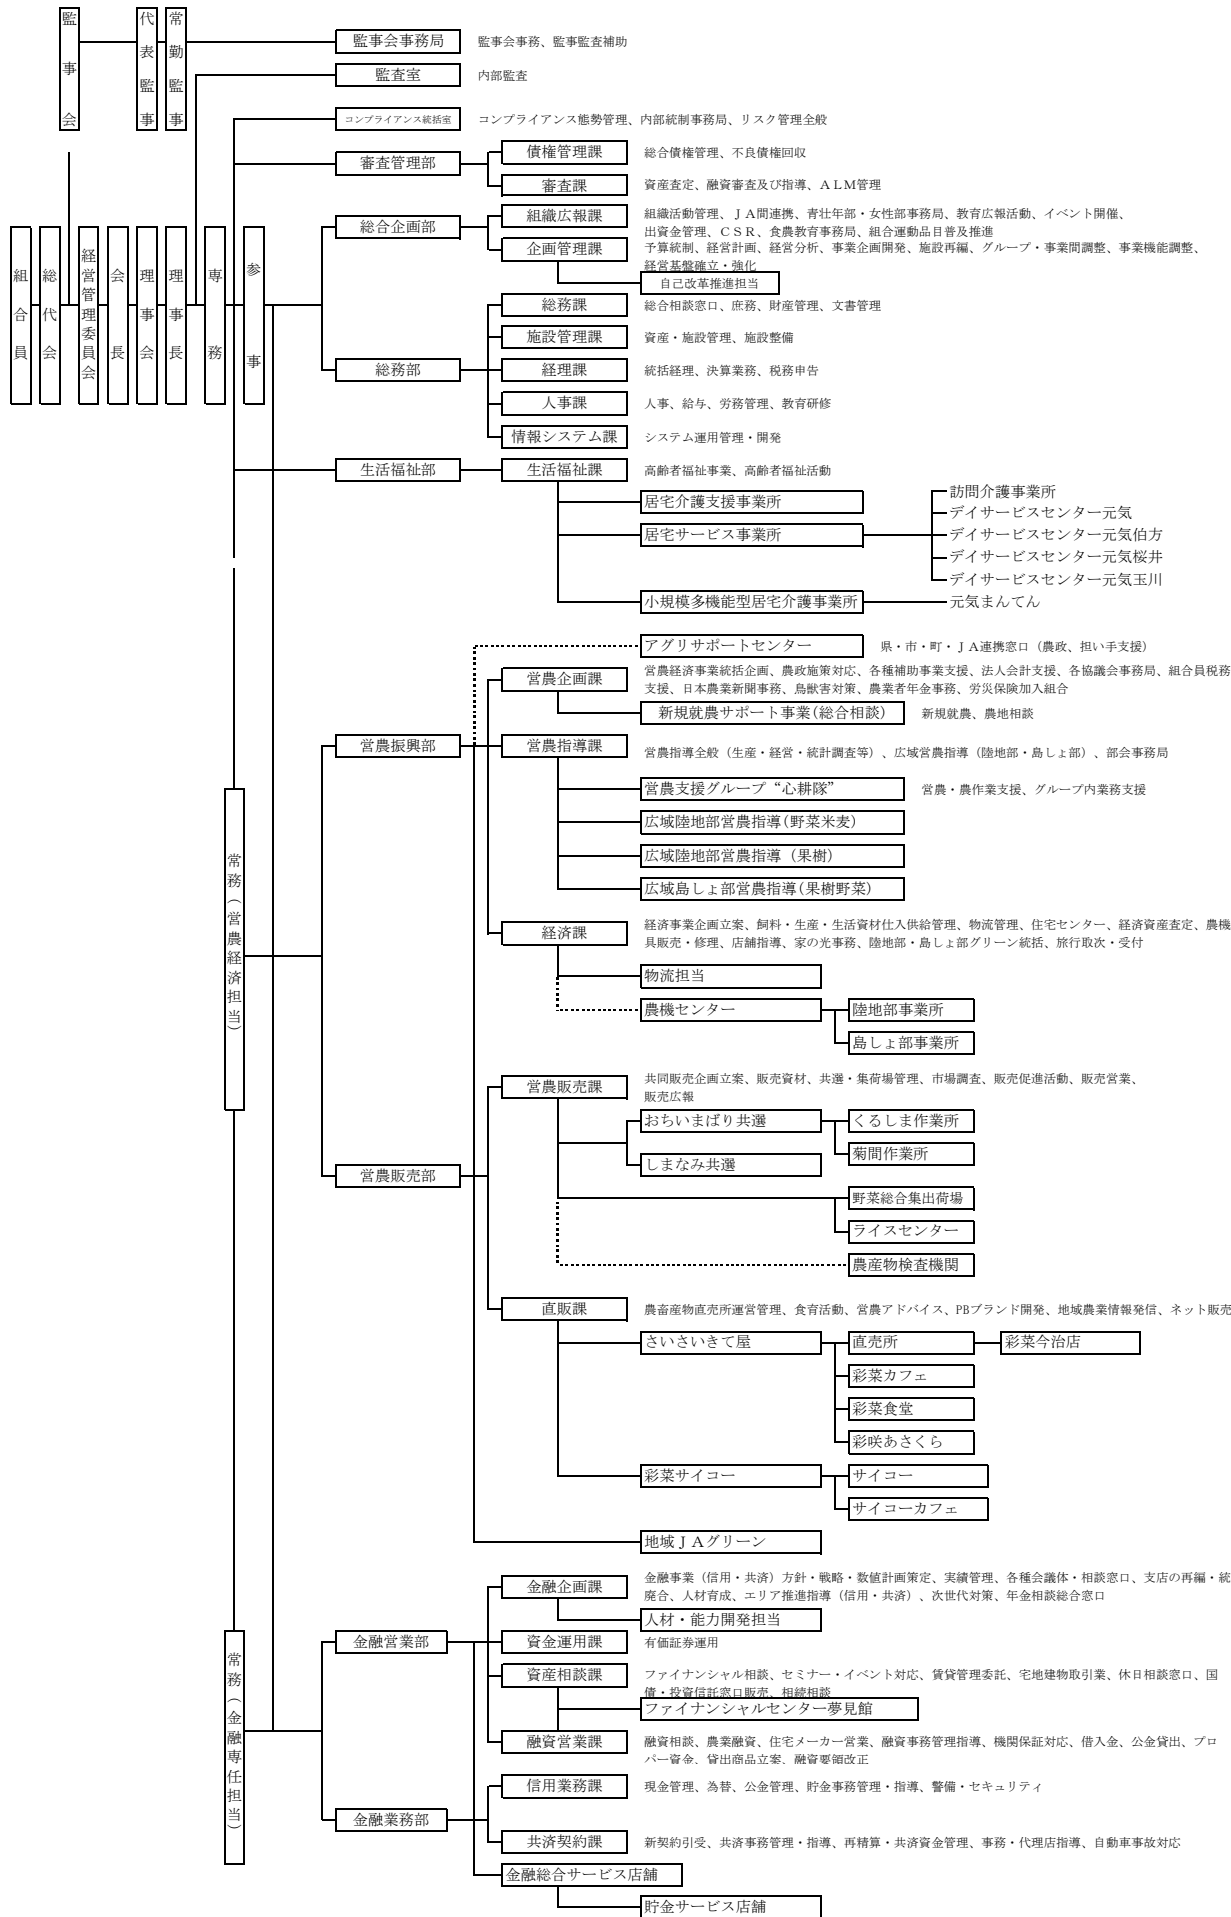 監事会
代表監事
常勤監事
監事会事務局
監事会事務、監事監査補助
監査室
内部監査
コンプライアンス統括室
コンプライアンス態勢管理、内部統制事務局、リスク管理全般
審査管理部
債権管理課
総合債権管理、不良債権回収
審査課
資産査定、融資審査及び指導、ＡＬＭ管理
組合員
総代会
経営管理委員会
会長
理事会
理事長
専務
参事
総合企画部
組織広報課
組織活動管理、ＪＡ間連携、青壮年部・女性部事務局、教育広報活動、イベント開催、
出資金管理、ＣＳＲ、食農教育事務局、組合運動品目普及推進
企画管理課
予算統制、経営計画、経営分析、事業企画開発、施設再編、グループ・事業間調整、事業機能調整、
経営基盤確立・強化
自己改革推進担当
総務部
総務課
総合相談窓口、庶務、財産管理、文書管理
施設管理課
資産・施設管理、施設整備
経理課
統括経理、決算業務、税務申告
人事課
人事、給与、労務管理、教育研修
情報システム課
システム運用管理・開発
生活福祉部
生活福祉課
高齢者福祉事業、高齢者福祉活動
居宅介護支援事業所
居宅サービス事業所
訪問介護事業所
デイサービスセンター元気
デイサービスセンター元気伯方
デイサービスセンター元気桜井
デイサービスセンター元気玉川
小規模多機能型居宅介護事業所
元気まんてん
常務（営農経済担当）
アグリサポートセンター
県・市・町・ＪＡ連携窓口（農政、担い手支援）
営農振興部
営農企画課
営農経済事業統括企画、農政施策対応、各種補助事業支援、法人会計支援、各協議会事務局、組合員税務
支援、日本農業新聞事務、鳥獣害対策、農業者年金事務、労災保険加入組合
新規就農サポート事業(総合相談)
新規就農、農地相談
営農指導課
営農指導全般（生産・経営・統計調査等）、広域営農指導（陸地部・島しょ部）、部会事務局
営農支援グループ“心耕隊”
営農・農作業支援、グループ内業務支援
広域陸地部営農指導(野菜米麦)
広域陸地部営農指導（果樹）
広域島しょ部営農指導(果樹野菜)
経済課
経済事業企画立案、飼料・生産・生活資材仕入供給管理、物流管理、住宅センター、経済資産査定、農機
具販売・修理、店舗指導、家の光事務、陸地部・島しょ部グリーン統括、旅行取次・受付
物流担当
農機センター
陸地部事業所
島しょ部事業所
営農販売部
営農販売課
共同販売企画立案、販売資材、共選・集荷場管理、市場調査、販売促進活動、販売営業、
販売広報
おちいまばり共選
くるしま作業所
菊間作業所
しまなみ共選
野菜総合集出荷場
ライスセンター
農産物検査機関
直販課
農畜産物直売所運営管理、食育活動、営農アドバイス、PBブランド開発、地域農業情報発信、ネット販売
さいさいきて屋
直売所
彩菜今治店
彩菜カフェ
彩菜食堂
彩咲あさくら
彩菜サイコー
サイコー
サイコーカフェ
地域ＪＡグリーン
常務（金融専任担当）
金融営業部
金融企画課
金融事業（信用・共済）方針・戦略・数値計画策定、実績管理、各種会議体・相談窓口、支店の再編・統
廃合、人材育成、エリア推進指導（信用・共済）、次世代対策、年金相談総合窓口
人材・能力開発担当
資金運用課
有価証券運用
資産相談課
ファイナンシャル相談、セミナー・イベント対応、賃貸管理委託、宅地建物取引業、休日相談窓口、国
債・投資信託窓口販売、相続相談
ファイナンシャルセンター夢見館
融資営業課
融資相談、農業融資、住宅メーカー営業、融資事務管理指導、機関保証対応、借入金、公金貸出、プロ
パー資金、貸出商品立案、融資要領改正
金融業務部
信用業務課
現金管理、為替、公金管理、貯金事務管理・指導、警備・セキュリティ
共済契約課
新契約引受、共済事務管理・指導、再精算・共済資金管理、事務・代理店指導、自動車事故対応
金融総合サービス店舗
貯金サービス店舗